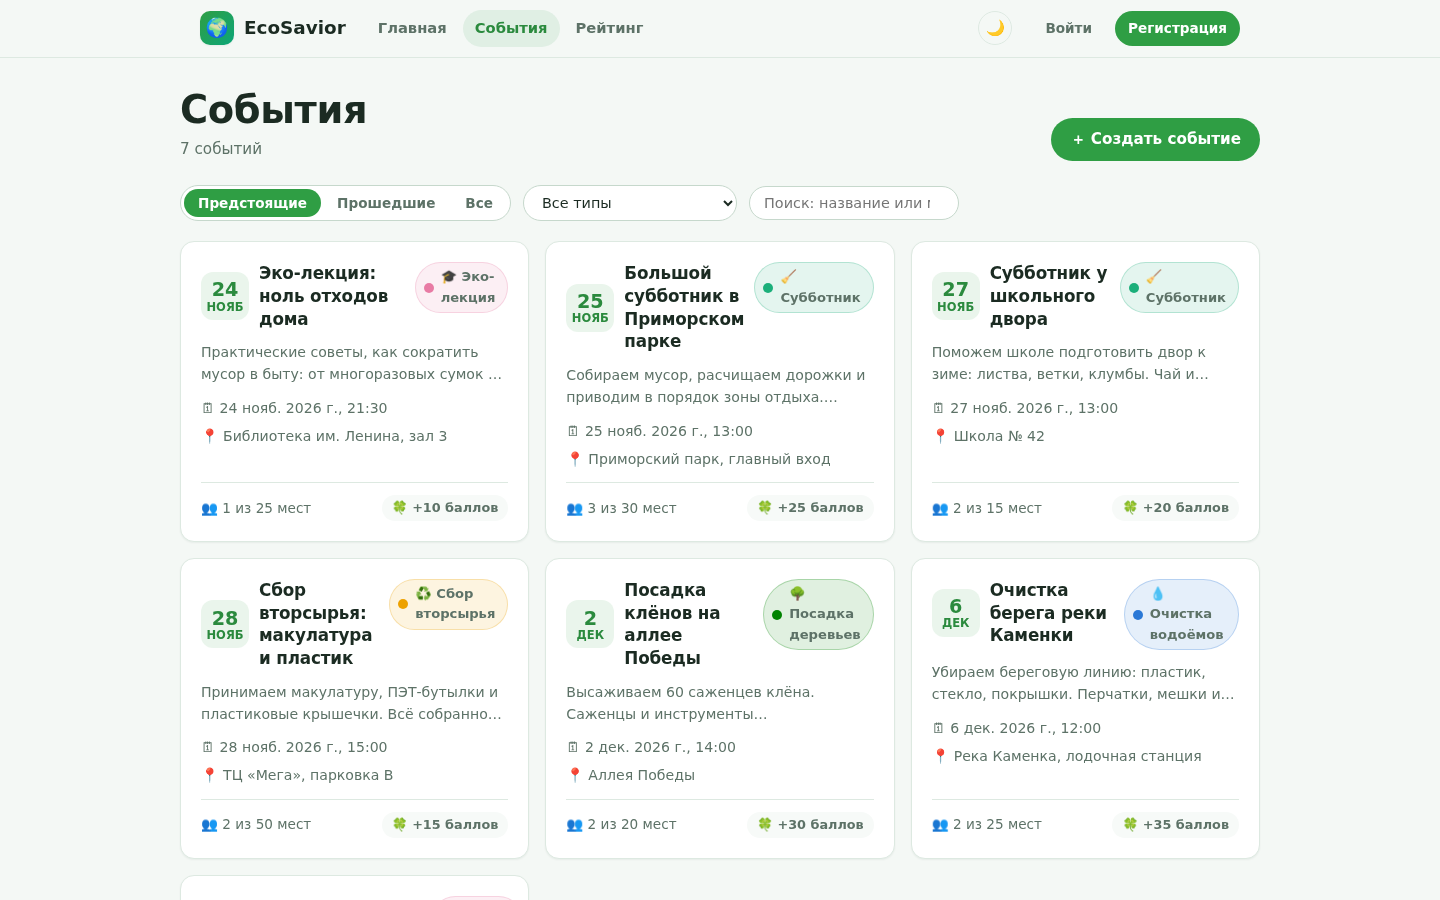 EcoSavior
Главная
События
Рейтинг
Войти
Регистрация
События
7 событий
+ Создать событие
Предстоящие
Прошедшие
Все
Все типы
Поиск: название или
24
НОЯБ
Эко-лекция:
ноль отходов
дома
Эко-
лекция
Практические советы, как сократить
мусор в быту: от многоразовых сумок ...
24 нояб. 2026 г., 21:30
Библиотека им. Ленина, зал 3
1 из 25 мест
+10 баллов
25
НОЯБ
Большой
субботник в
Приморском
парке
Субботник
Собираем мусор, расчищаем дорожки и
приводим в порядок зоны отдыха....
25 нояб. 2026 г., 13:00
Приморский парк, главный вход
3 из 30 мест
+25 баллов
27
НОЯБ
Субботник у
школьного
двора
Субботник
Поможем школе подготовить двор к
зиме: листва, ветки, клумбы. Чай и...
27 нояб. 2026 г., 13:00
Школа № 42
2 из 15 мест
+20 баллов
28
НОЯБ
Сбор
вторсырья:
макулатура
и пластик
Сбор
вторсырья
Принимаем макулатуру, ПЭТ-бутылки и
пластиковые крышечки. Всё собранно...
28 нояб. 2026 г., 15:00
ТЦ «Мега», парковка B
2 из 50 мест
+15 баллов
2
ДЕК
Посадка
клёнов на
аллее
Победы
Посадка
деревьев
Высаживаем 60 саженцев клёна.
Саженцы и инструменты...
2 дек. 2026 г., 14:00
Аллея Победы
2 из 20 мест
+30 баллов
6
ДЕК
Очистка
берега реки
Каменки
Очистка
водоёмов
Убираем береговую линию: пластик,
стекло, покрышки. Перчатки, мешки и...
6 дек. 2026 г., 12:00
Река Каменка, лодочная станция
2 из 25 мест
+35 баллов